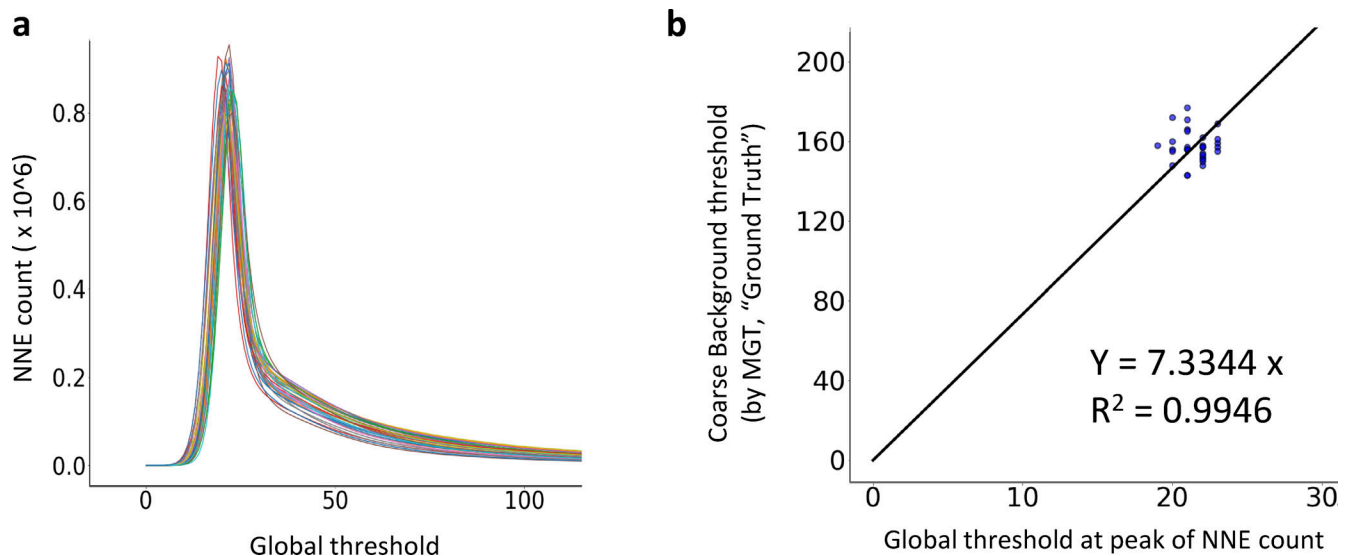 a
NNE count ( x 10^6)
0.8
0.6
0.4
0.2
0.0
0
50
100
Global threshold
b
Coarse Background threshold
(by MGT, “Ground Truth”)
200
160
120
80
40
0
Y = 7.3344 x
R² = 0.9946
0
10
20
30
Global threshold at peak of NNE count